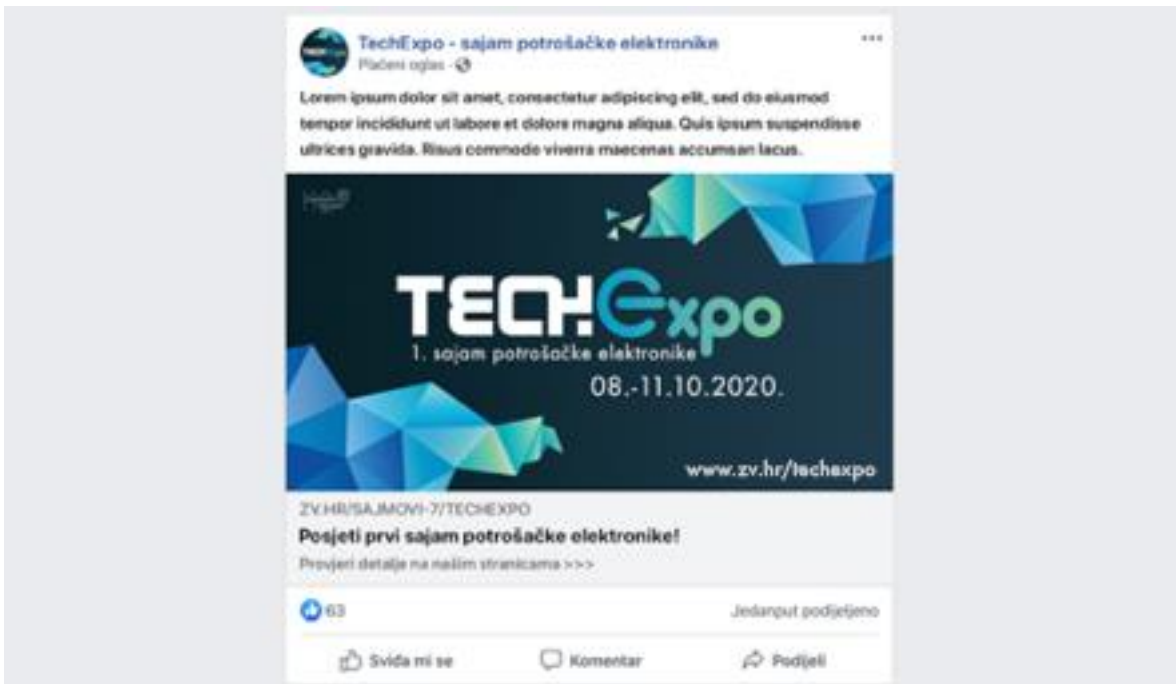 TechExpo - sajam potrošačke elektronike
Plaćeni oglas ·
Lorem ipsum dolor sit amet, consectetur adipiscing elit, sed do eiusmod
tempor incididunt ut labore et dolore magna aliqua. Quis ipsum suspendisse
ultrices gravida. Risus commodo viverra maecenas accumsan lacus.
TECHExpo
1. sajam potrošačke elektronike
08.-11.10.2020.
www.zv.hr/techexpo
ZV.HR/SAJMOVI-7/TECHEXPO
Posjeti prvi sajam potrošačke elektronike!
Provjeri detalje na našim stranicama >>>
63 Jedanput podijeljeno
Sviđa mi se Komentar Podijeli